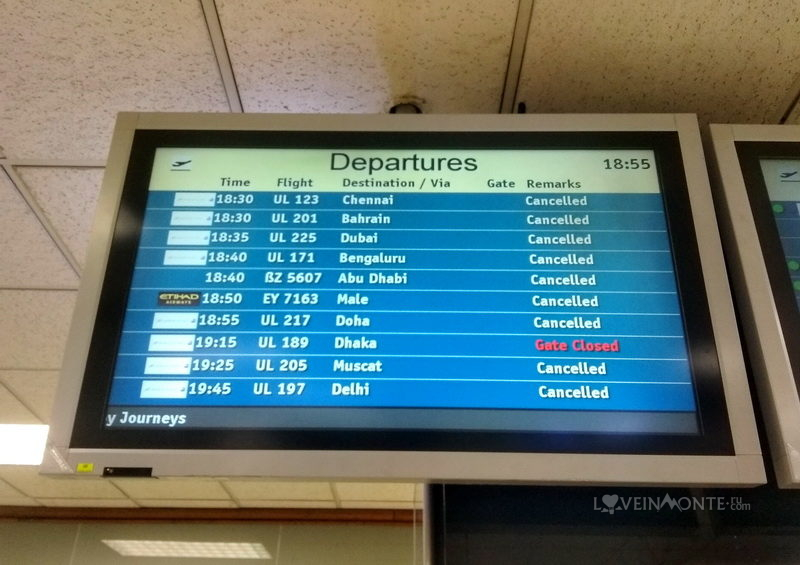 Departures 18:55
Time Flight Destination / Via Gate Remarks
18:30 UL 123 Chennai Cancelled
18:30 UL 201 Bahrain Cancelled
18:35 UL 225 Dubai Cancelled
18:40 UL 171 Bengaluru Cancelled
18:40 8Z 5607 Abu Dhabi Cancelled
ETIHAD AIRWAYS 18:50 EY 7163 Male Cancelled
18:55 UL 217 Doha Cancelled
19:15 UL 189 Dhaka Gate Closed
19:25 UL 205 Muscat Cancelled
19:45 UL 197 Delhi Cancelled
y Journeys
LOVEINMONTE.EU .com